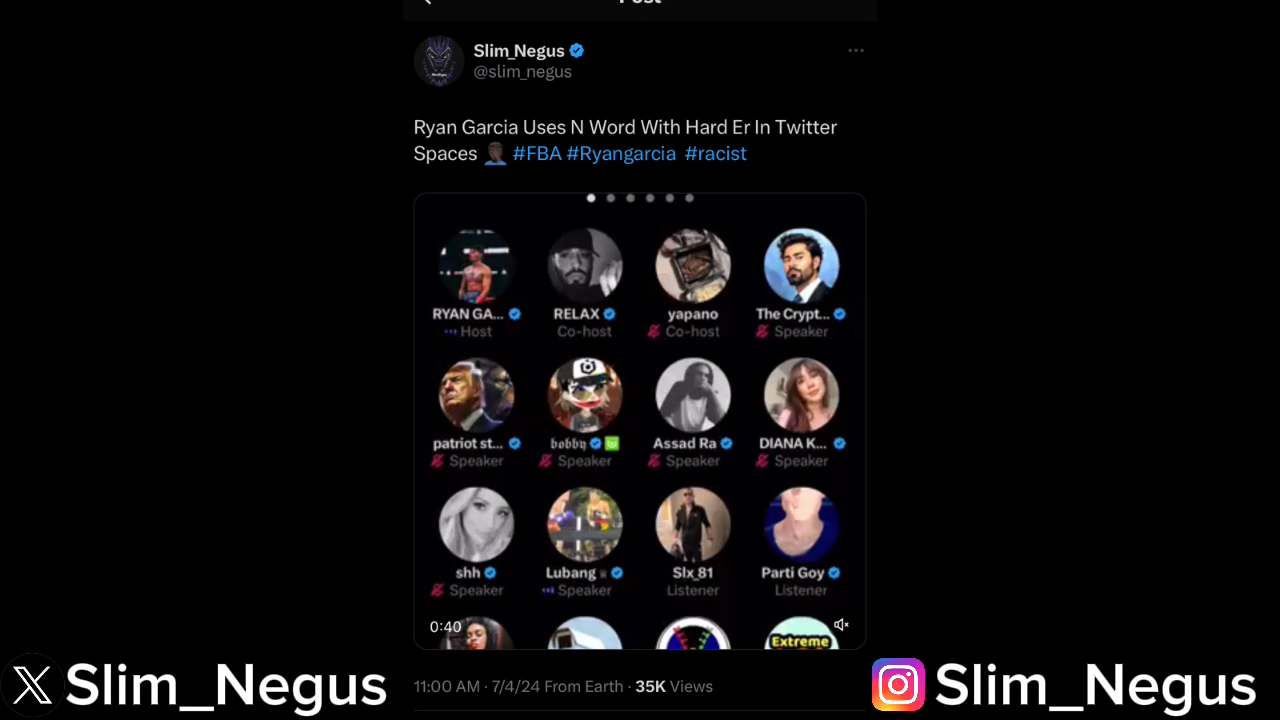 Slim_Negus
@slim_negus
Ryan Garcia Uses N Word With Hard Er In Twitter
Spaces #FBA #Ryangarcia #racist
RYAN GA... RELAX yapano The Crypt...
Host Co-host Co-host Speaker
patriot st... bobby Assad Ra DIANA K...
Speaker Speaker Speaker Speaker
shh Lubang Slx_81 Parti Goy
Speaker Speaker Listener Listener
0:40 Extreme
11:00 AM · 7/4/24 From Earth · 35K Views
Slim_Negus Slim_Negus